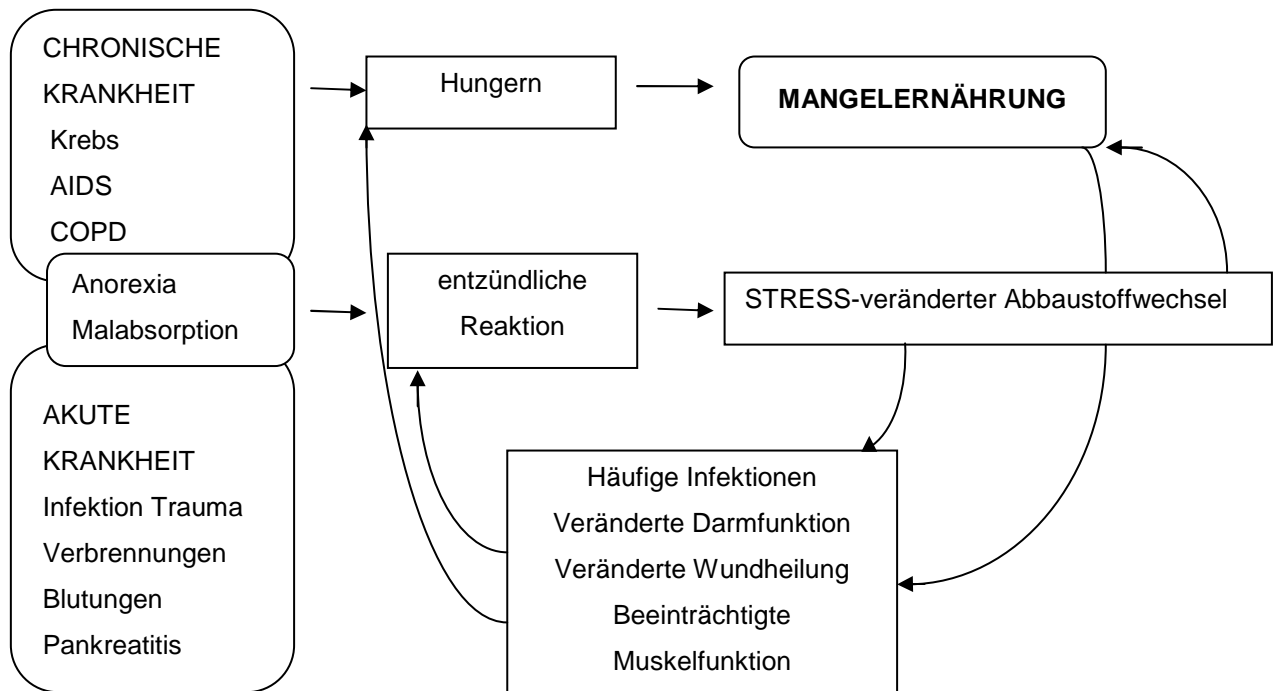 CHRONISCHE
KRANKHEIT
Krebs
AIDS
COPD
Anorexia
Malabsorption
AKUTE
KRANKHEIT
Infektion Trauma
Verbrennungen
Blutungen
Pankreatitis
Hungern
MANGELERNÄHRUNG
entzündliche
Reaktion
STRESS-veränderter Abbaustoffwechsel
Häufige Infektionen
Veränderte Darmfunktion
Veränderte Wundheilung
Beeinträchtigte
Muskelfunktion